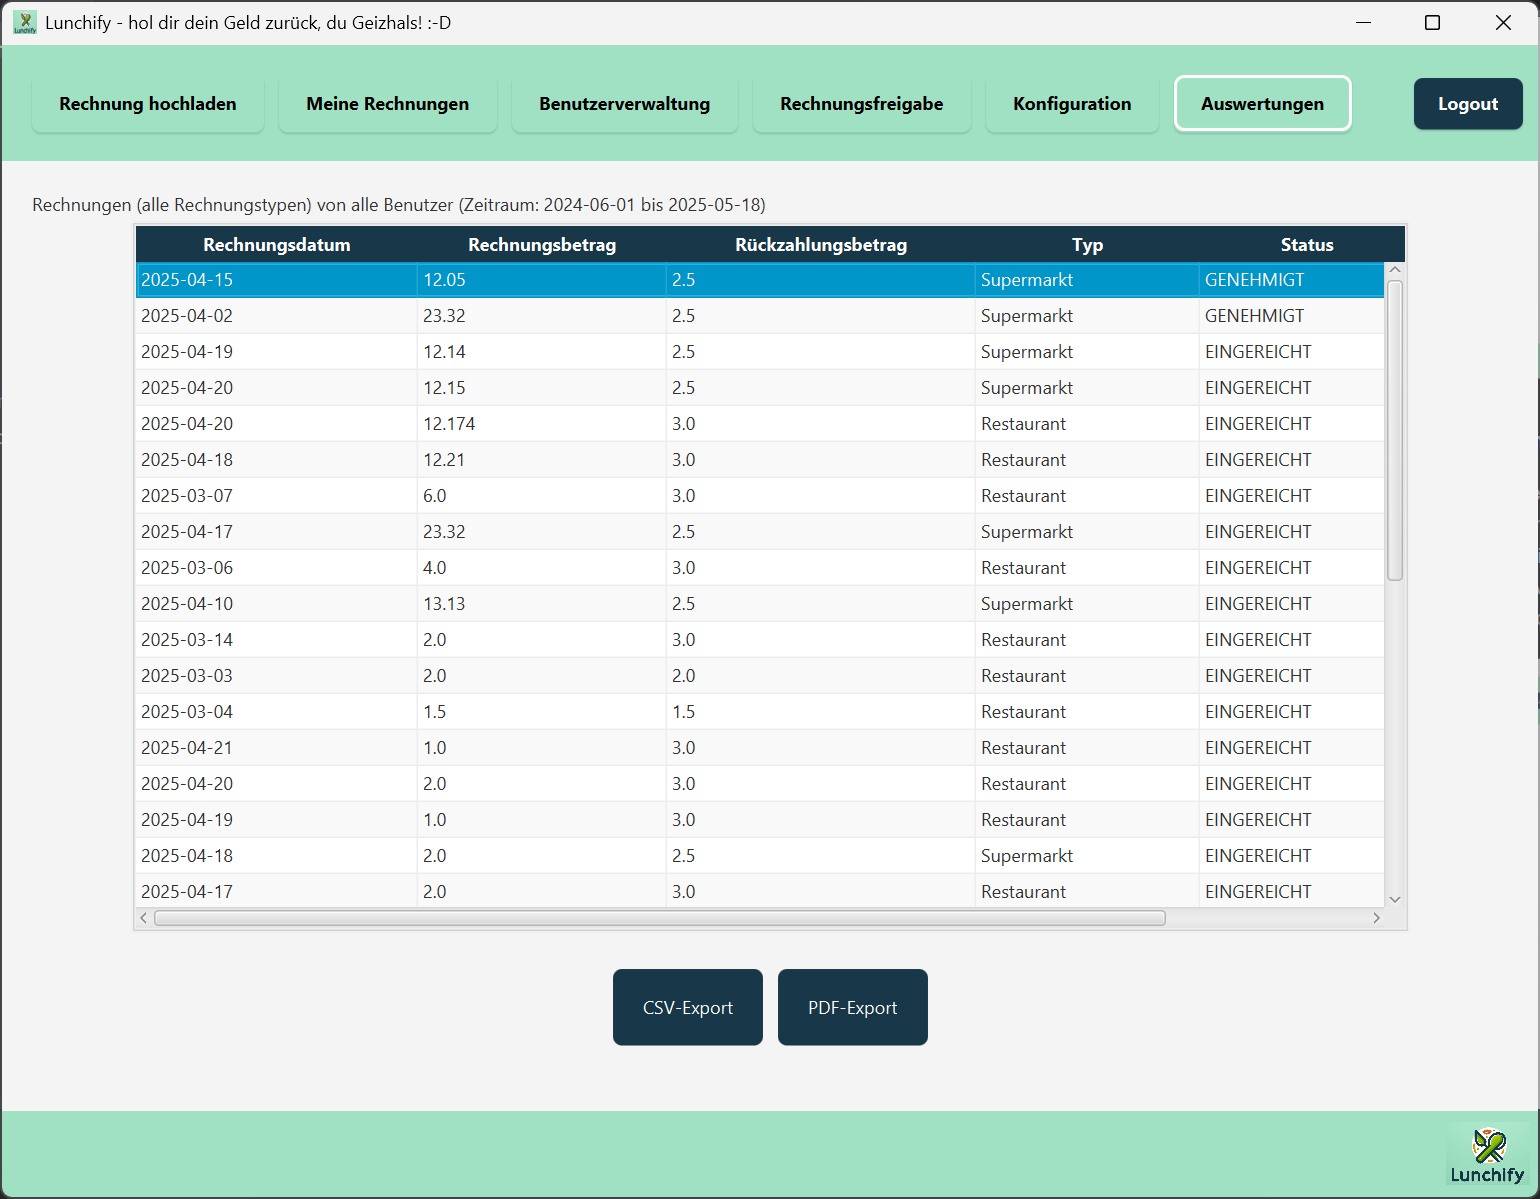 Lunchify - hol dir dein Geld zurück, du Geizhals! :-D
Rechnung hochladen Meine Rechnungen Benutzerverwaltung Rechnungsfreigabe Konfiguration Auswertungen Logout
Rechnungen (alle Rechnungstypen) von alle Benutzer (Zeitraum: 2024-06-01 bis 2025-05-18)
Rechnungsdatum Rechnungsbetrag Rückzahlungsbetrag Typ Status
2025-04-15 12.05 2.5 Supermarkt GENEHMIGT
2025-04-02 23.32 2.5 Supermarkt GENEHMIGT
2025-04-19 12.14 2.5 Supermarkt EINGEREICHT
2025-04-20 12.15 2.5 Supermarkt EINGEREICHT
2025-04-20 12.174 3.0 Restaurant EINGEREICHT
2025-04-18 12.21 3.0 Restaurant EINGEREICHT
2025-03-07 6.0 3.0 Restaurant EINGEREICHT
2025-04-17 23.32 2.5 Supermarkt EINGEREICHT
2025-03-06 4.0 3.0 Restaurant EINGEREICHT
2025-04-10 13.13 2.5 Supermarkt EINGEREICHT
2025-03-14 2.0 3.0 Restaurant EINGEREICHT
2025-03-03 2.0 2.0 Restaurant EINGEREICHT
2025-03-04 1.5 1.5 Restaurant EINGEREICHT
2025-04-21 1.0 3.0 Restaurant EINGEREICHT
2025-04-20 2.0 3.0 Restaurant EINGEREICHT
2025-04-19 1.0 3.0 Restaurant EINGEREICHT
2025-04-18 2.0 2.5 Supermarkt EINGEREICHT
2025-04-17 2.0 3.0 Restaurant EINGEREICHT
CSV-Export PDF-Export
Lunchify